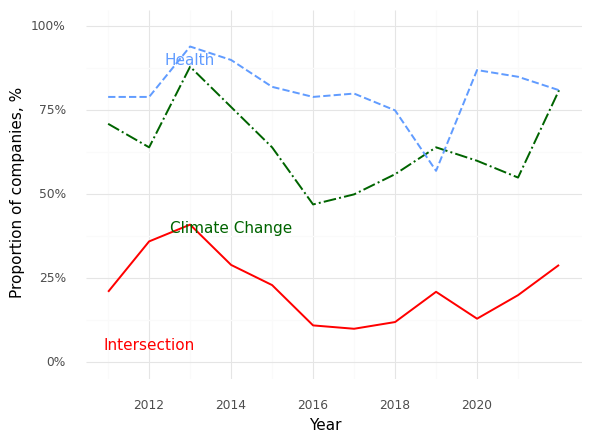 100%
Health
75%
50%
Climate Change
25%
Intersection
0%
Proportion of companies, %
2012 2014 2016 2018 2020
Year